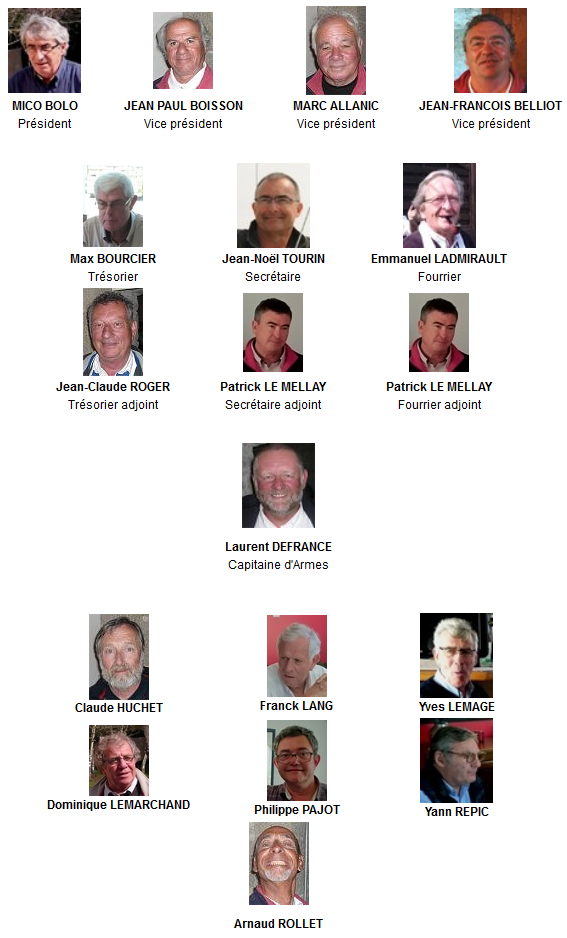 MICO BOLO JEAN PAUL BOISSON MARC ALLANIC JEAN-FRANCOIS BELLIOT
Président Vice président Vice président Vice président
Max BOURCIER Jean-Noël TOURIN Emmanuel LADMIRAULT
Trésorier Secrétaire Fourrier
Jean-Claude ROGER Patrick LE MELLAY Patrick LE MELLAY
Trésorier adjoint Secrétaire adjoint Fourrier adjoint
Laurent DEFRANCE
Capitaine d'Armes
Claude HUCHET Franck LANG Yves LEMAGE
Dominique LEMARCHAND Philippe PAJOT Yann REPIC
Arnaud ROLLET